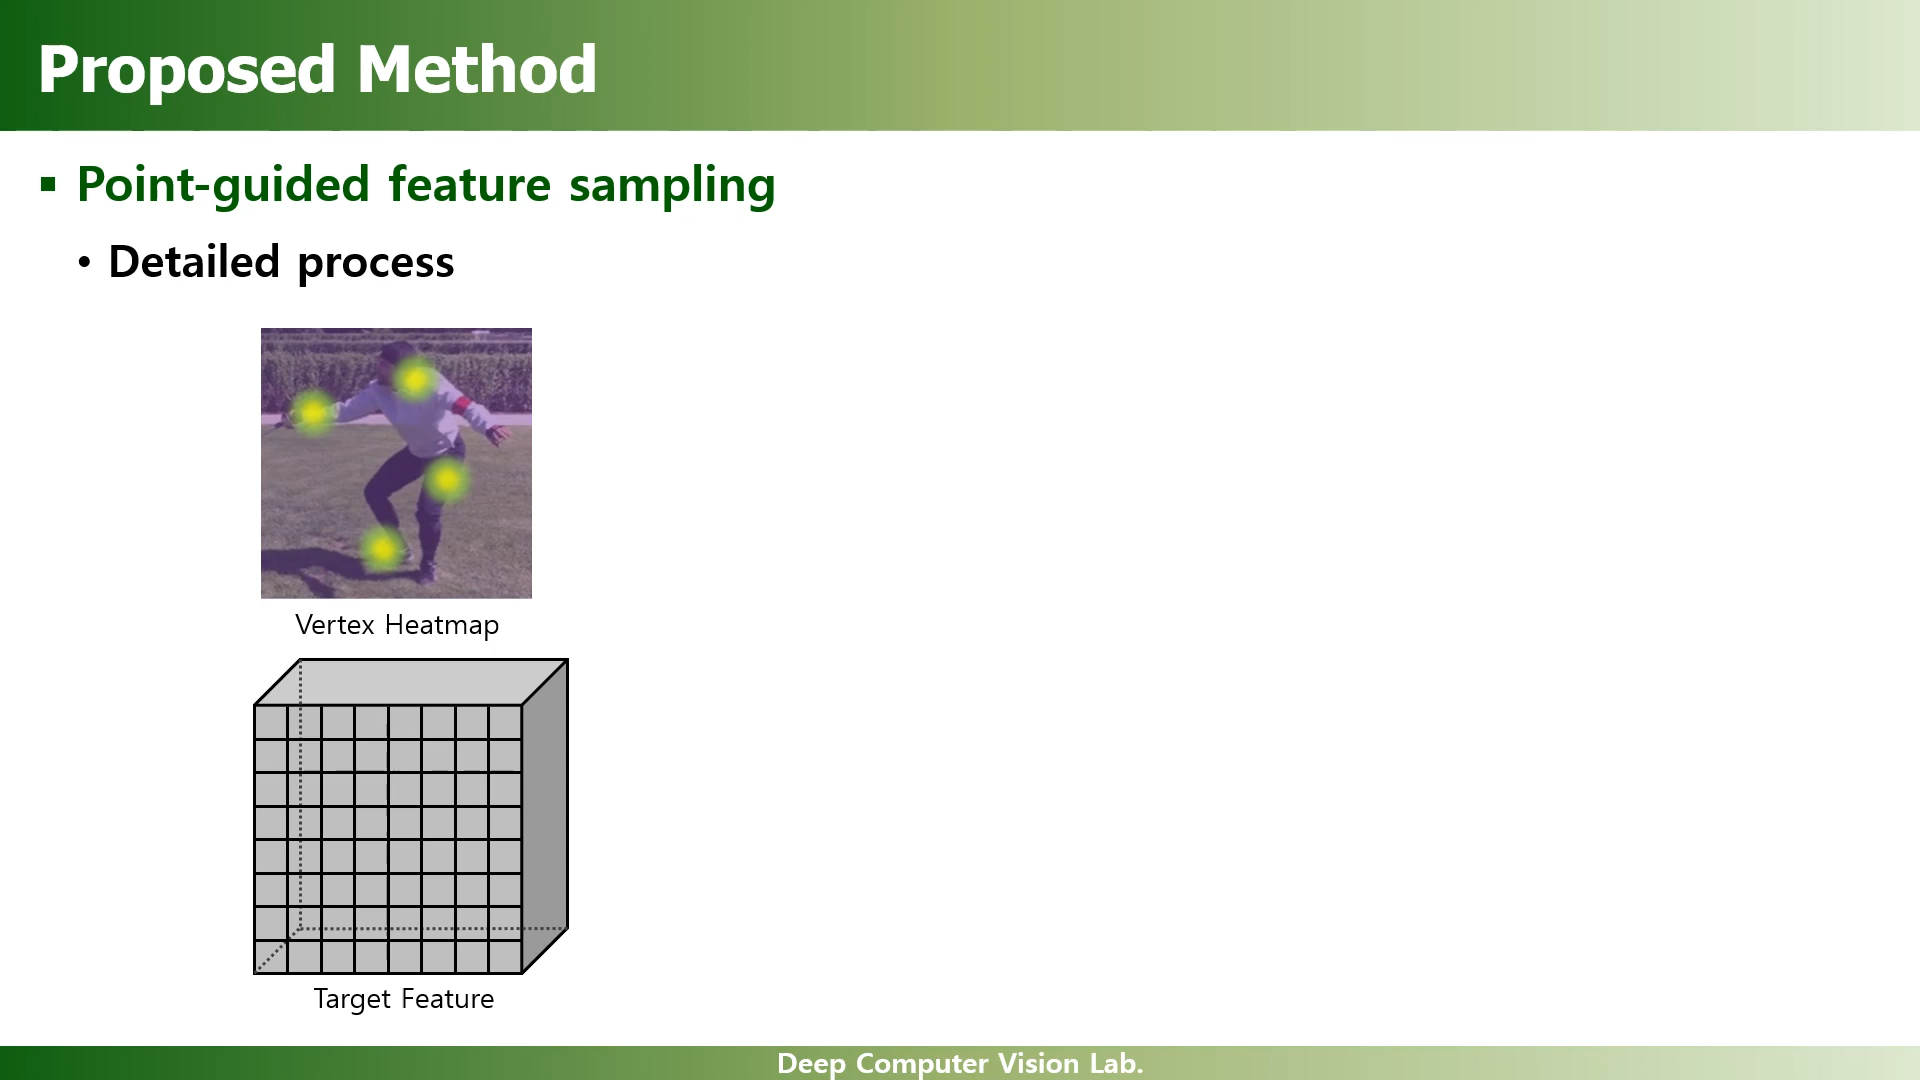 Proposed Method
▪ Point-guided feature sampling
• Detailed process
Vertex Heatmap
Target Feature
Deep Computer Vision Lab.